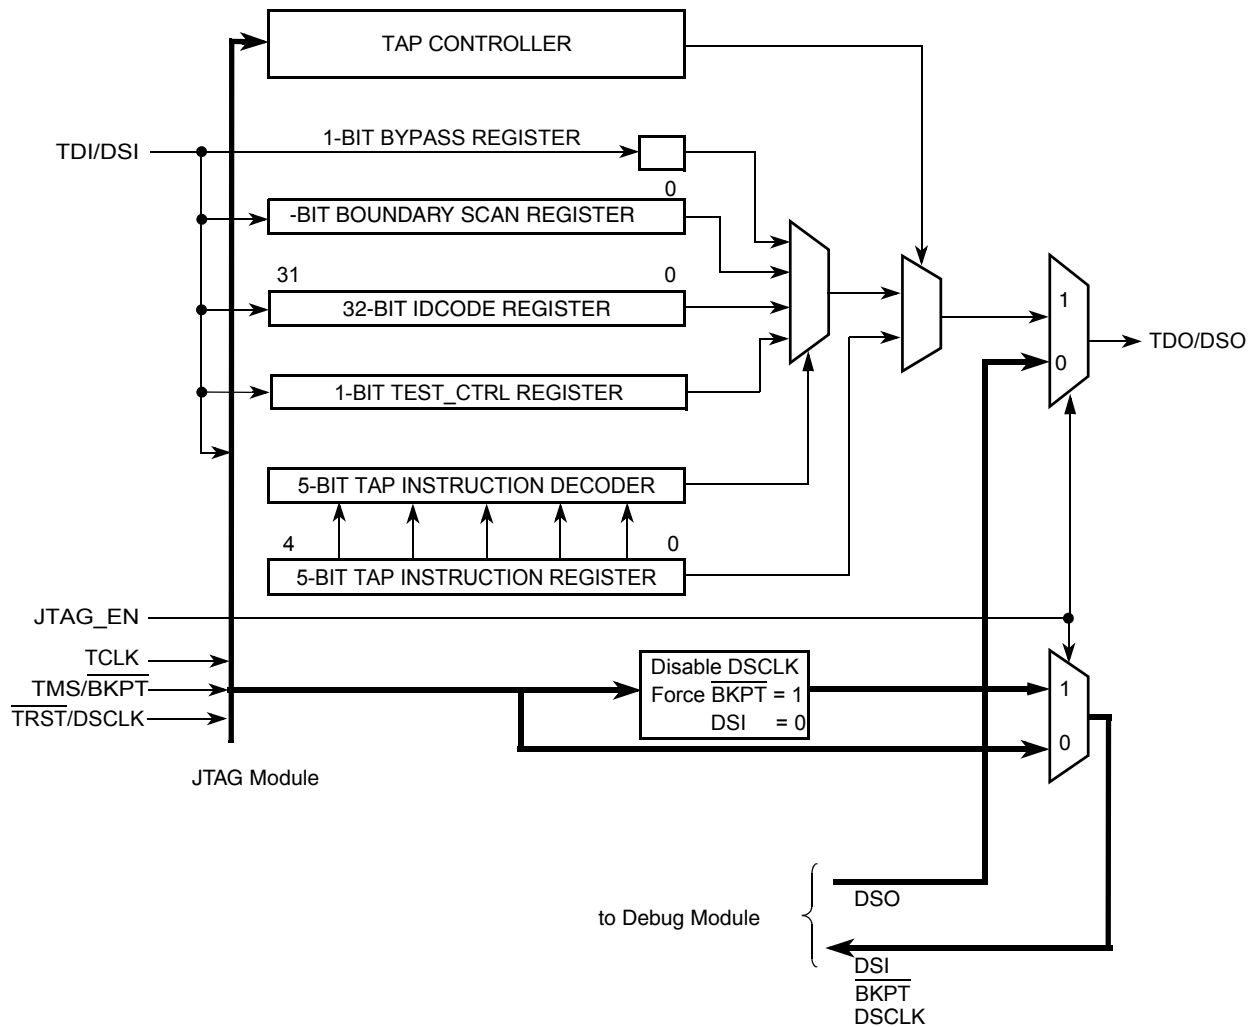 TAP CONTROLLER
1-BIT BYPASS REGISTER
TDI/DSI
0
-BIT BOUNDARY SCAN REGISTER
31 0
32-BIT IDCODE REGISTER
1
TDO/DSO
0
1-BIT TEST_CTRL REGISTER
5-BIT TAP INSTRUCTION DECODER
4 0
5-BIT TAP INSTRUCTION REGISTER
JTAG_EN
TCLK
TMS/BKPT
TRST/DSCLK
Disable DSCLK
Force BKPT = 1
DSI = 0
1
0
JTAG Module
to Debug Module
DSO
DSI
BKPT
DSCLK